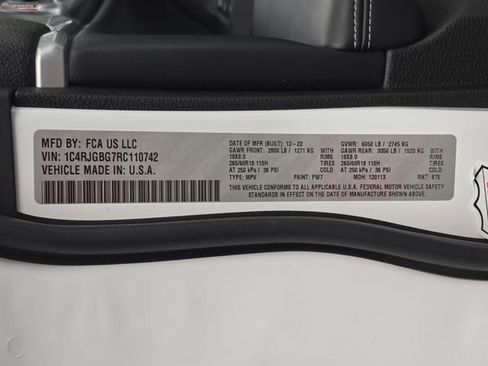 MFD BY: FCA US LLC
VIN: 1C4RJGBG7RC110742
VEHICLE MADE IN: U.S.A.
DATE OF MFR (BUILT): 12-23
GAWR FRONT: 2800 LB / 1271 KG
18X8.0 RIMS
265/60R18 110H TIRES
AT 250 kPa / 36 PSI COLD
TYPE: MPV PAINT: PW7
GVWR: 6050 LB / 2745 KG
GAWR REAR: 3350 LB / 1520 KG
18X8.0 RIMS
265/60R18 110H TIRES
AT 250 kPa / 36 PSI COLD
MDH: 120113 MKT: 875
THIS VEHICLE CONFORMS TO ALL APPLICABLE U.S.A. FEDERAL MOTOR VEHICLE SAFETY
STANDARDS IN EFFECT ON THE DATE OF MANUFACTURE SHOWN ABOVE.